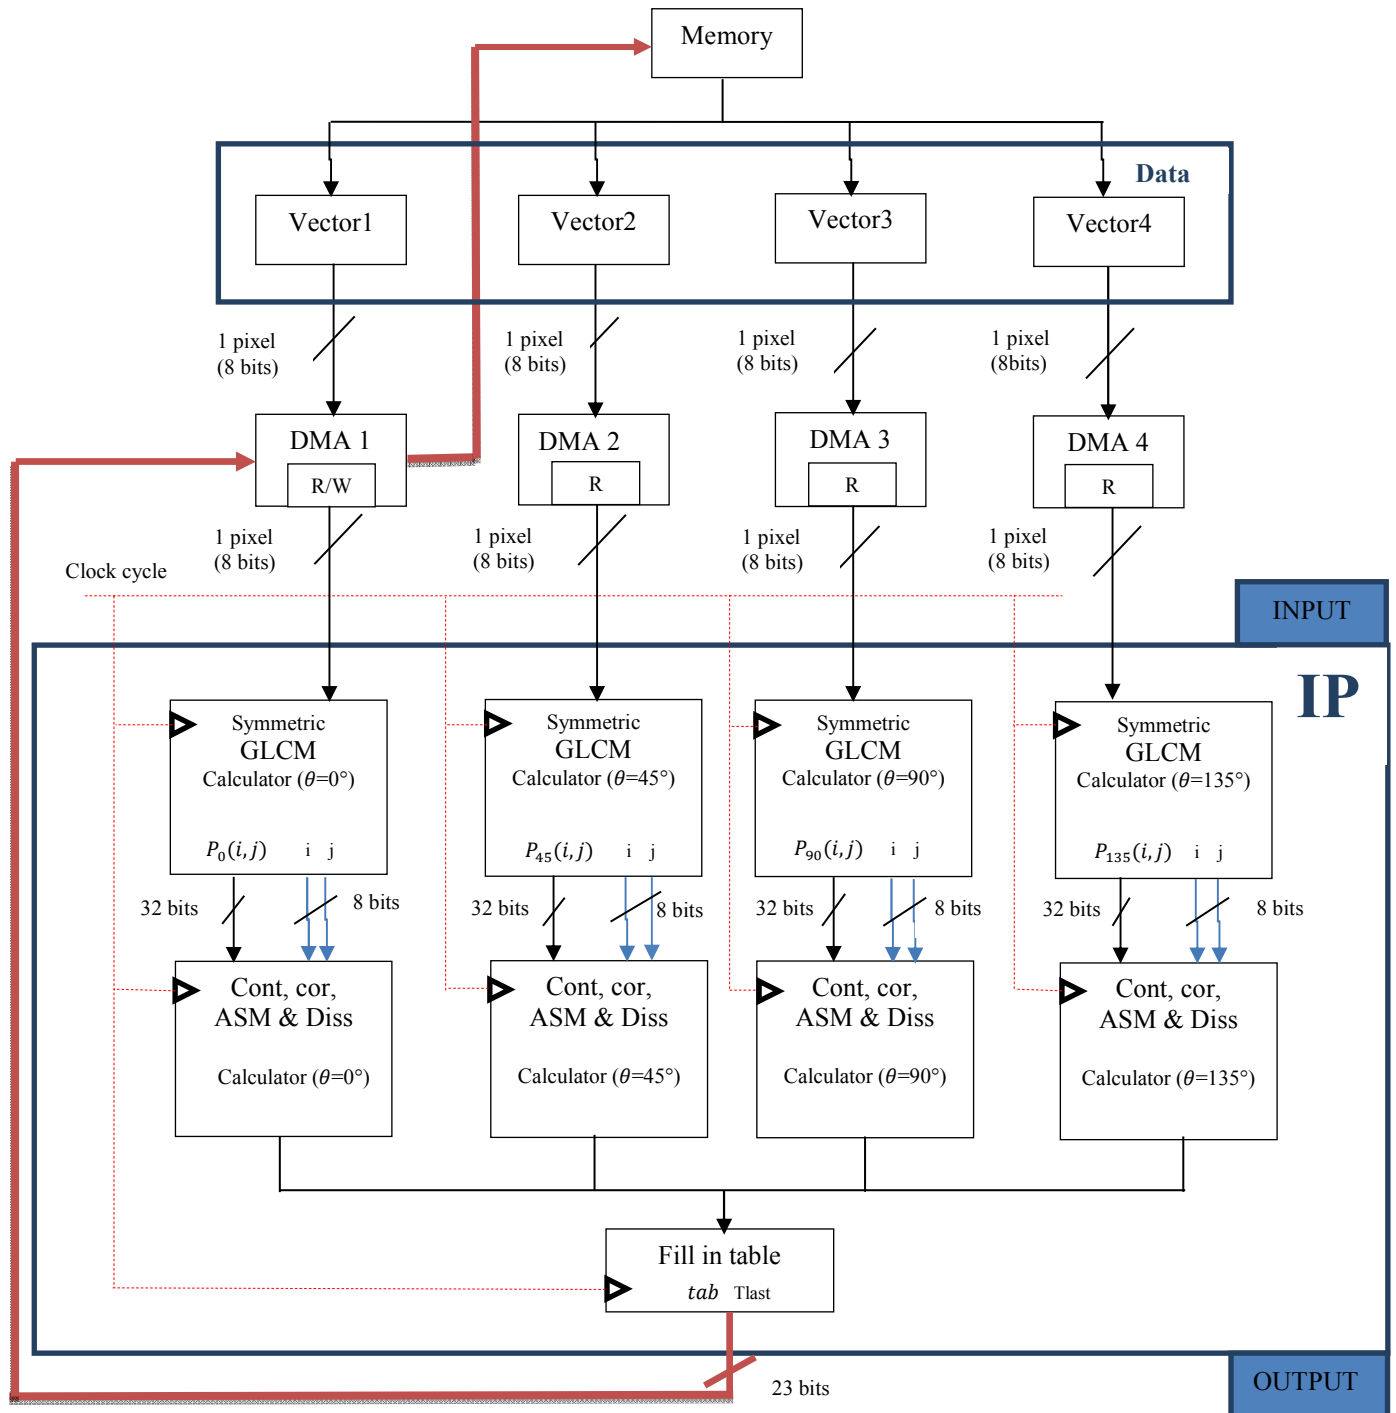 Memory
Data
Vector1
Vector2
Vector3
Vector4
1 pixel
(8 bits)
1 pixel
(8 bits)
1 pixel
(8 bits)
1 pixel
(8bits)
DMA 1
R/W
DMA 2
R
DMA 3
R
DMA 4
R
1 pixel
(8 bits)
1 pixel
(8 bits)
1 pixel
(8 bits)
1 pixel
(8 bits)
Clock cycle
INPUT
IP
Symmetric
GLCM
Calculator (θ=0°)
P₀(i,j) i j
Symmetric
GLCM
Calculator (θ=45°)
P₄₅(i,j) i j
Symmetric
GLCM
Calculator (θ=90°)
P₉₀(i,j) i j
Symmetric
GLCM
Calculator (θ=135°)
P₁₃₅(i,j) i j
32 bits
8 bits
32 bits
8 bits
32 bits
8 bits
32 bits
8 bits
Cont, cor,
ASM & Diss
Calculator (θ=0°)
Cont, cor,
ASM & Diss
Calculator (θ=45°)
Cont, cor,
ASM & Diss
Calculator (θ=90°)
Cont, cor,
ASM & Diss
Calculator (θ=135°)
Fill in table
tab Tlast
23 bits
OUTPUT